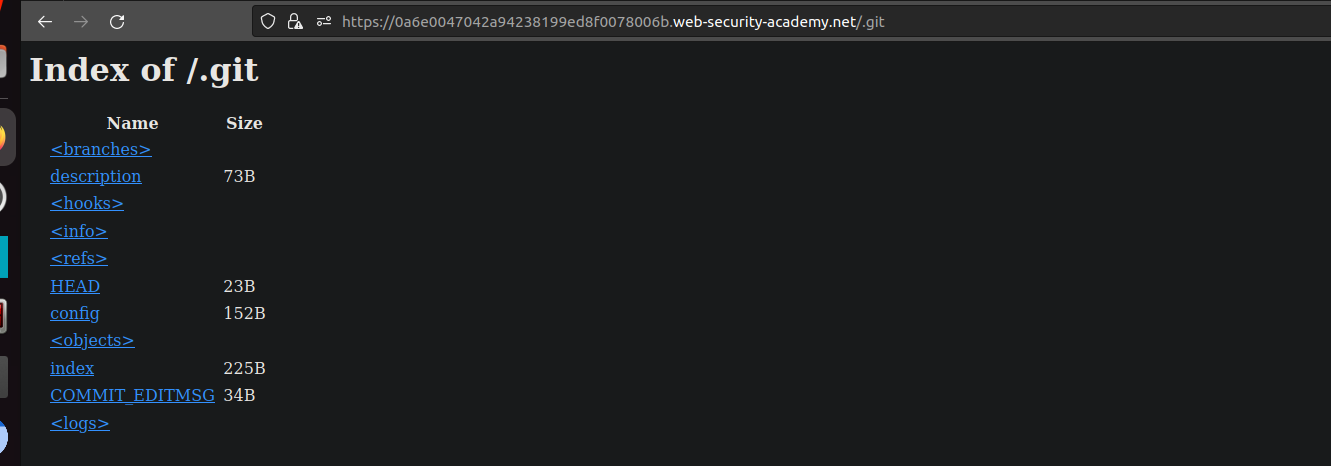 https://0a6e0047042a94238199ed8f0078006b.web-security-academy.net/.git
Index of /.git
Name Size
<branches>
description 73B
<hooks>
<info>
<refs>
HEAD 23B
config 152B
<objects>
index 225B
COMMIT_EDITMSG 34B
<logs>